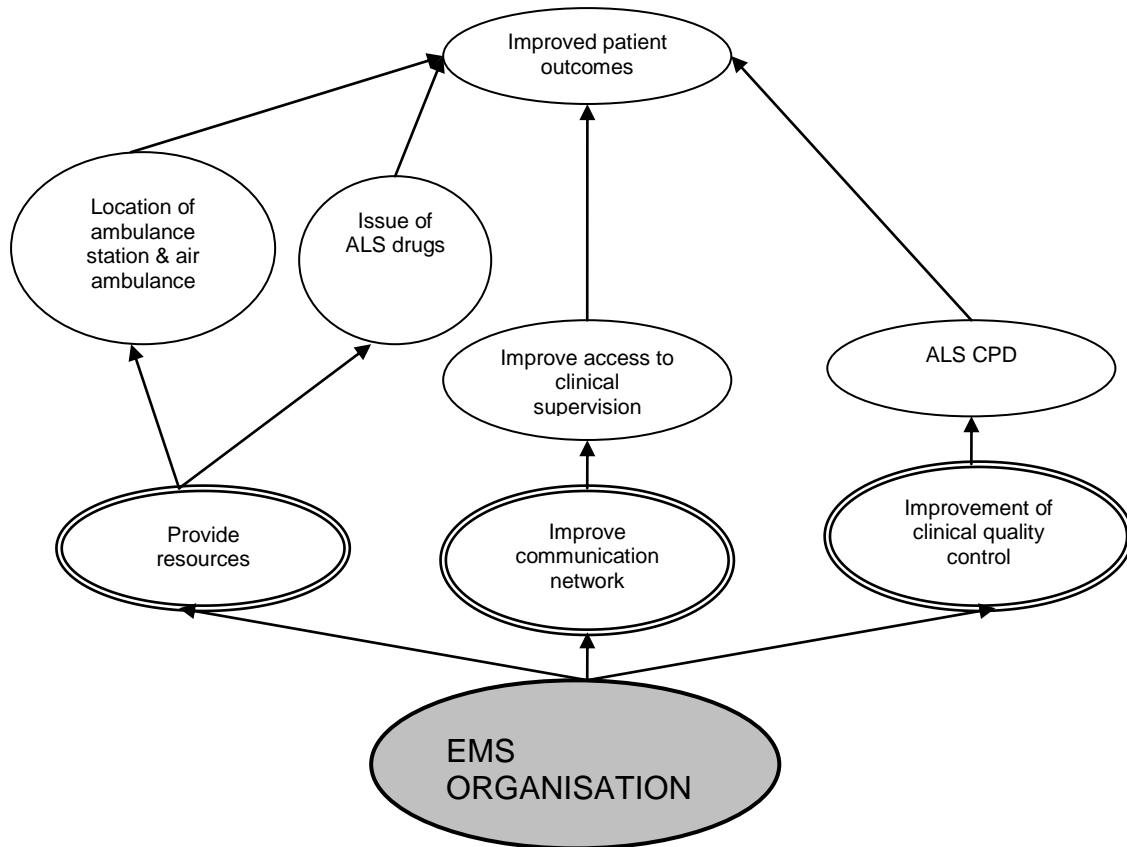 Improved patient
outcomes
Location of
ambulance
station & air
ambulance
Issue of
ALS drugs
Improve access to
clinical
supervision
ALS CPD
Provide
resources
Improve
communication
network
Improvement of
clinical quality
control
EMS
ORGANISATION